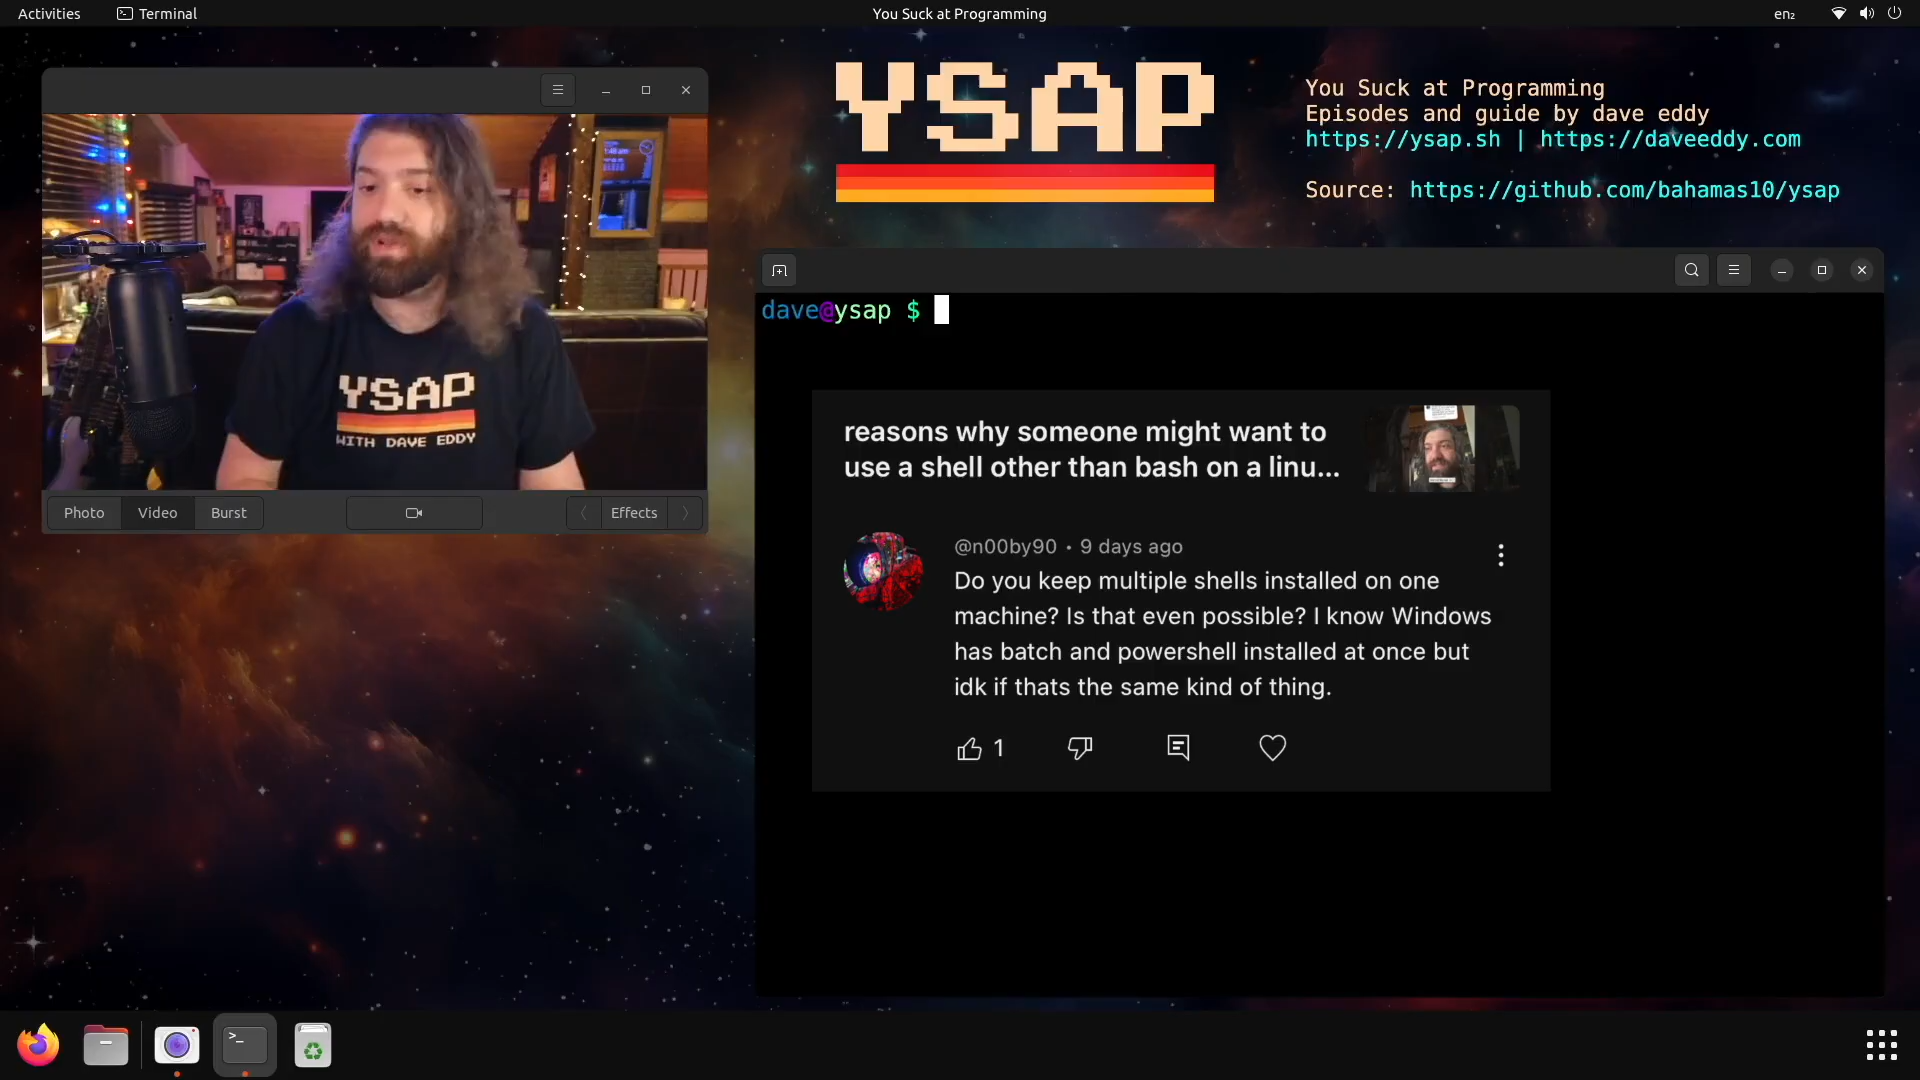 Activities
Terminal
You Suck at Programming
en₂
YSAP
You Suck at Programming
Episodes and guide by dave eddy
https://ysap.sh | https://daveeddy.com
Source: https://github.com/bahamas10/ysap
YSAP
WITH DAVE EDDY
Photo
Video
Burst
Effects
dave@ysap $
reasons why someone might want to
use a shell other than bash on a linu...
@n00by90 • 9 days ago
Do you keep multiple shells installed on one
machine? Is that even possible? I know Windows
has batch and powershell installed at once but
idk if thats the same kind of thing.
1